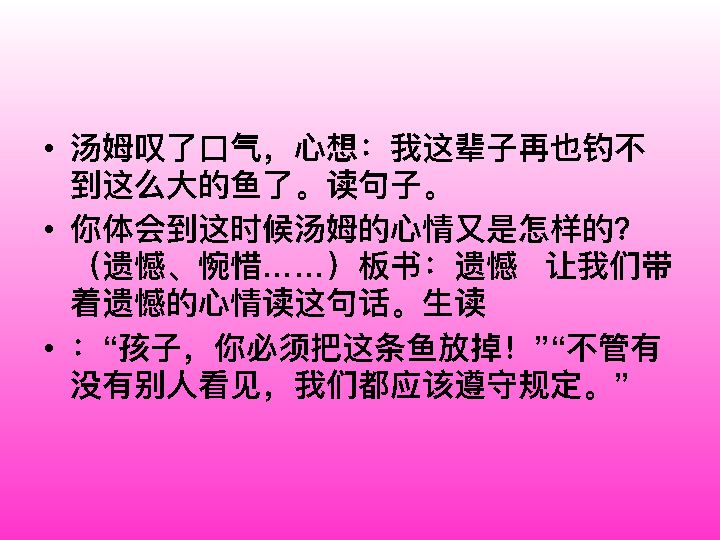 • 汤姆叹了口气，心想：我这辈子再也钓不
到这么大的鱼了。读句子。
• 你体会到这时候汤姆的心情又是怎样的？
（遗憾、惋惜……）板书：遗憾 让我们带
着遗憾的心情读这句话。生读
• ：“孩子，你必须把这条鱼放掉！”“不管有
没有别人看见，我们都应该遵守规定。”